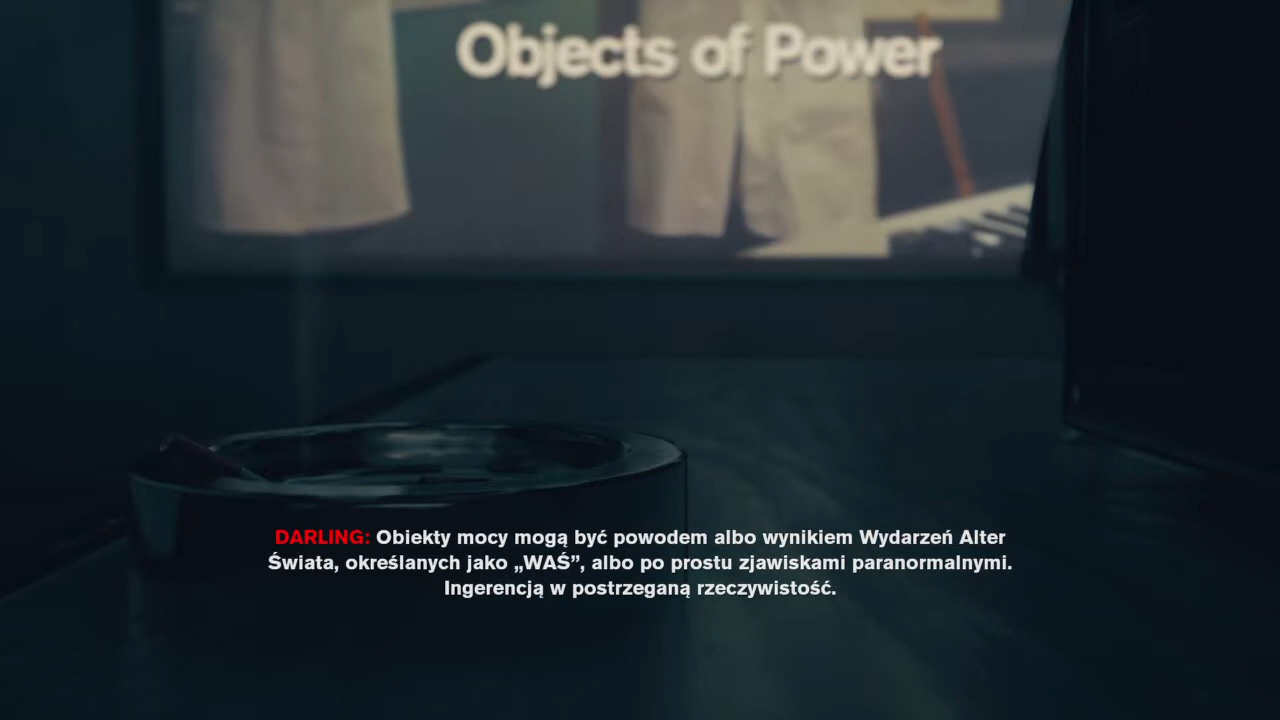 Objects of Power
DARLING: Obiekty mocy mogą być powodem albo wynikiem Wydarzeń Alter
Świata, określanych jako „WAŚ”, albo po prostu zjawiskami paranormalnymi.
Ingerencją w postrzeganą rzeczywistość.